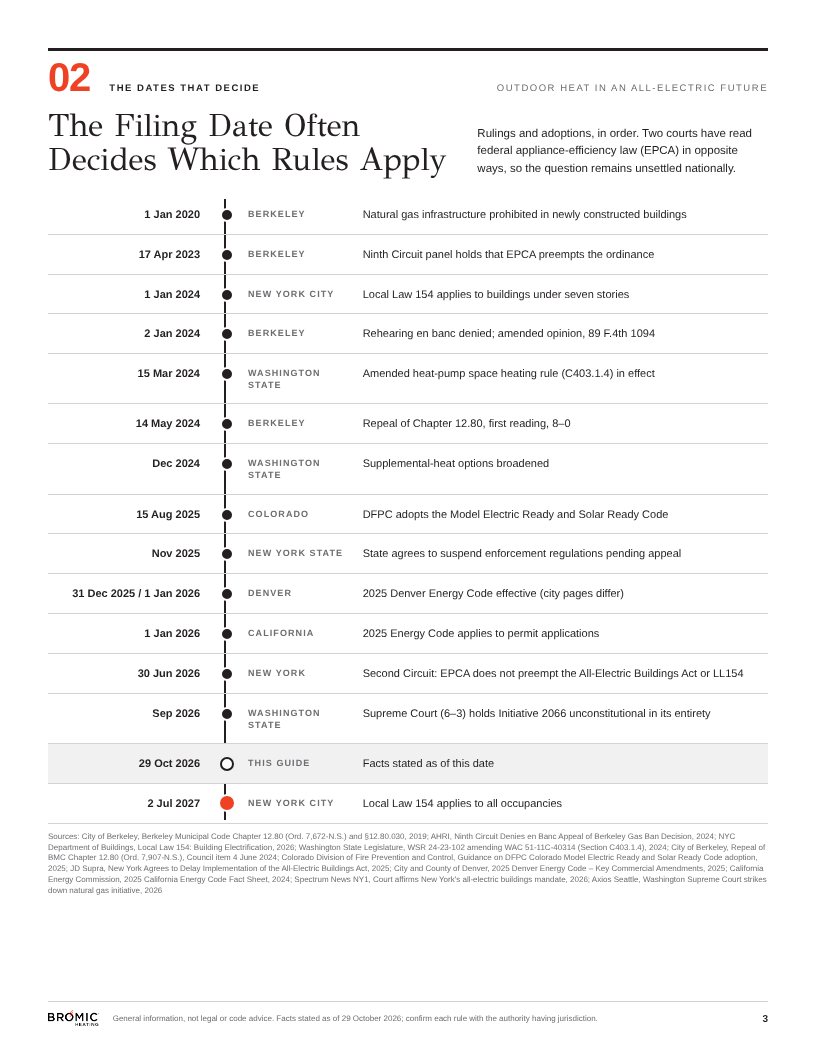 02 THE DATES THAT DECIDE OUTDOOR HEAT IN AN ALL-ELECTRIC FUTURE
The Filing Date Often
Decides Which Rules Apply
Rulings and adoptions, in order. Two courts have read
federal appliance-efficiency law (EPCA) in opposite
ways, so the question remains unsettled nationally.
1 Jan 2020 BERKELEY Natural gas infrastructure prohibited in newly constructed buildings
17 Apr 2023 BERKELEY Ninth Circuit panel holds that EPCA preempts the ordinance
1 Jan 2024 NEW YORK CITY Local Law 154 applies to buildings under seven stories
2 Jan 2024 BERKELEY Rehearing en banc denied; amended opinion, 89 F.4th 1094
15 Mar 2024 WASHINGTON STATE Amended heat-pump space heating rule (C403.1.4) in effect
14 May 2024 BERKELEY Repeal of Chapter 12.80, first reading, 8–0
Dec 2024 WASHINGTON STATE Supplemental-heat options broadened
15 Aug 2025 COLORADO DFPC adopts the Model Electric Ready and Solar Ready Code
Nov 2025 NEW YORK STATE State agrees to suspend enforcement regulations pending appeal
31 Dec 2025 / 1 Jan 2026 DENVER 2025 Denver Energy Code effective (city pages differ)
1 Jan 2026 CALIFORNIA 2025 Energy Code applies to permit applications
30 Jun 2026 NEW YORK Second Circuit: EPCA does not preempt the All-Electric Buildings Act or LL154
Sep 2026 WASHINGTON STATE Supreme Court (6–3) holds Initiative 2066 unconstitutional in its entirety
29 Oct 2026 THIS GUIDE Facts stated as of this date
2 Jul 2027 NEW YORK CITY Local Law 154 applies to all occupancies
Sources: City of Berkeley, Berkeley Municipal Code Chapter 12.80 (Ord. 7,672-N.S.) and §12.80.030, 2019; AHRI, Ninth Circuit Denies en Banc Appeal of Berkeley Gas Ban Decision, 2024; NYC
Department of Buildings, Local Law 154: Building Electrification, 2026; Washington State Legislature, WSR 24-23-102 amending WAC 51-11C-40314 (Section C403.1.4), 2024; City of Berkeley, Repeal of
BMC Chapter 12.80 (Ord. 7,907-N.S.), Council item 4 June 2024; Colorado Division of Fire Prevention and Control, Guidance on DFPC Colorado Model Electric Ready and Solar Ready Code adoption,
2025; JD Supra, New York Agrees to Delay Implementation of the All-Electric Buildings Act, 2025; City and County of Denver, 2025 Denver Energy Code – Key Commercial Amendments, 2025; California
Energy Commission, 2025 California Energy Code Fact Sheet, 2024; Spectrum News NY1, Court affirms New York's all-electric buildings mandate, 2026; Axios Seattle, Washington Supreme Court strikes
down natural gas initiative, 2026
BROMIC
HEATING
General information, not legal or code advice. Facts stated as of 29 October 2026; confirm each rule with the authority having jurisdiction. 3